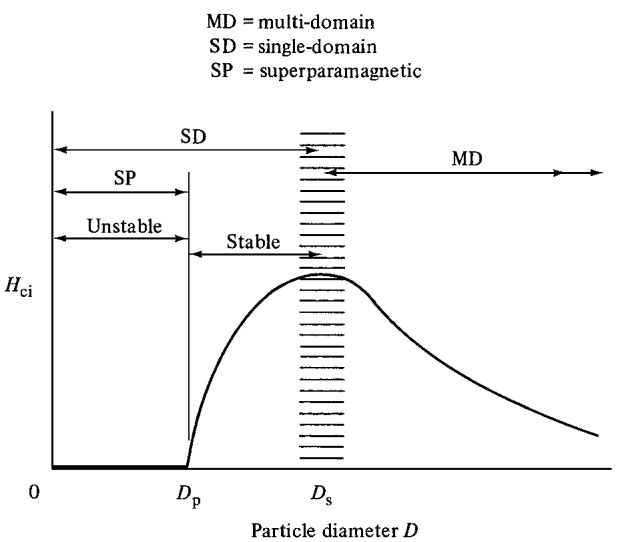 MD = multi-domain
SD = single-domain
SP = superparamagnetic
SD
MD
SP
Unstable
Stable
Hci
0
Dp
Ds
Particle diameter D